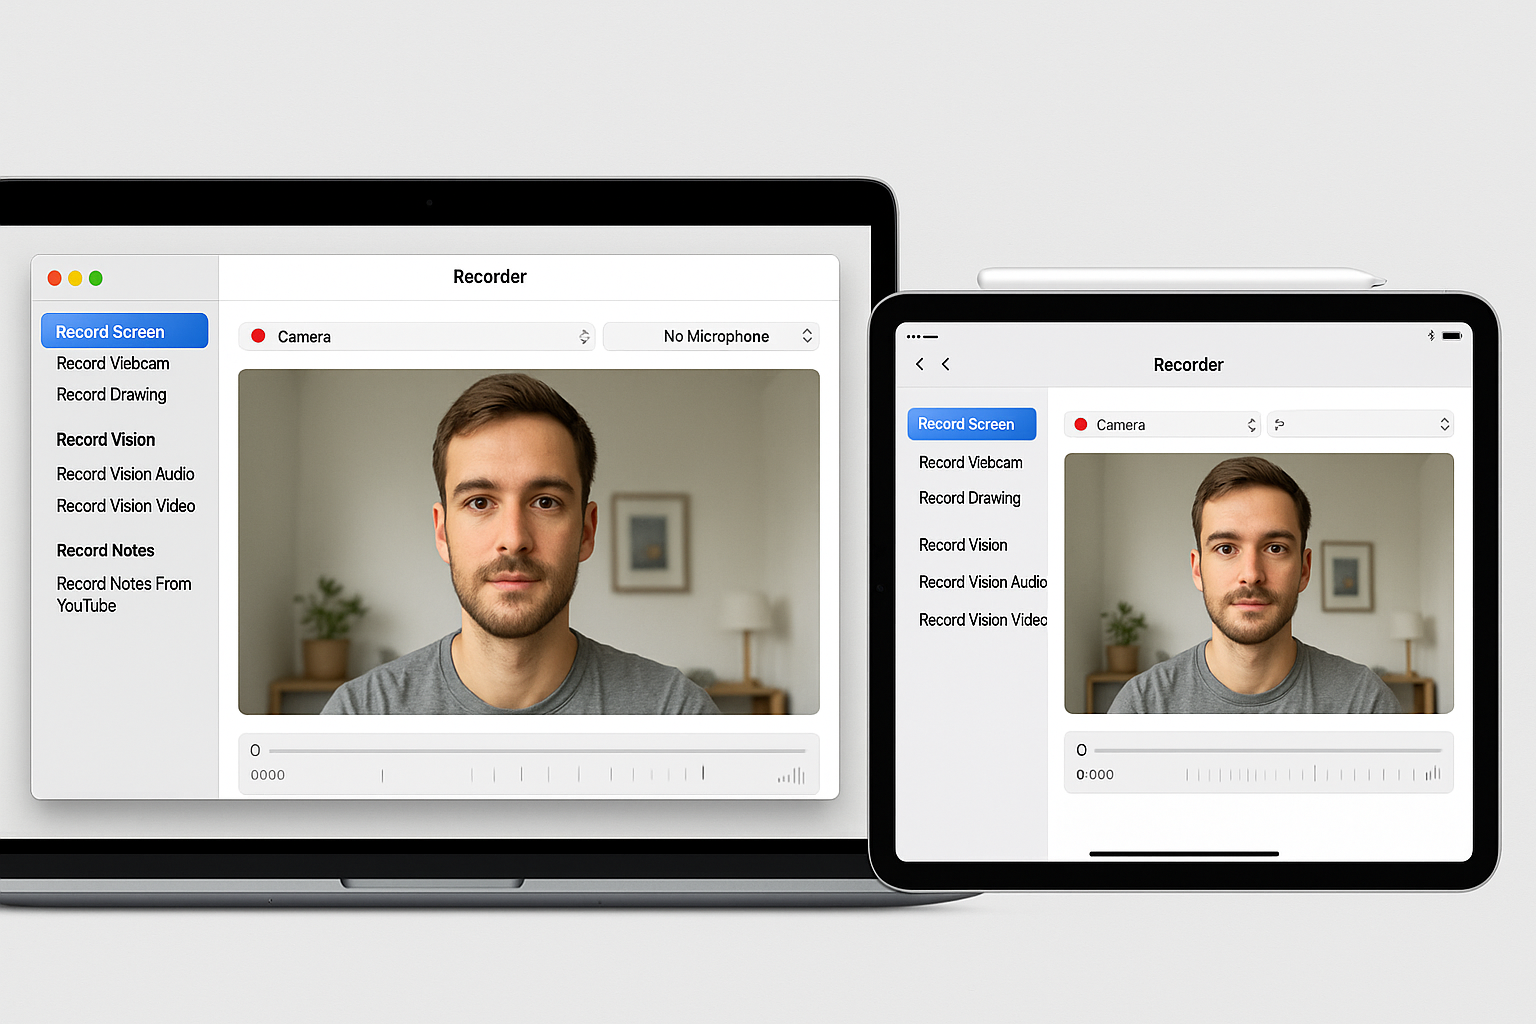 Recorder
Record Screen
Record Viebcam
Record Drawing
Record Vision
Record Vision Audio
Record Vision Video
Record Notes
Record Notes From
YouTube
Camera
No Microphone
0000
Recorder
Record Screen
Record Viebcam
Record Drawing
Record Vision
Record Vision Audio
Record Vision Video
Camera
0:000